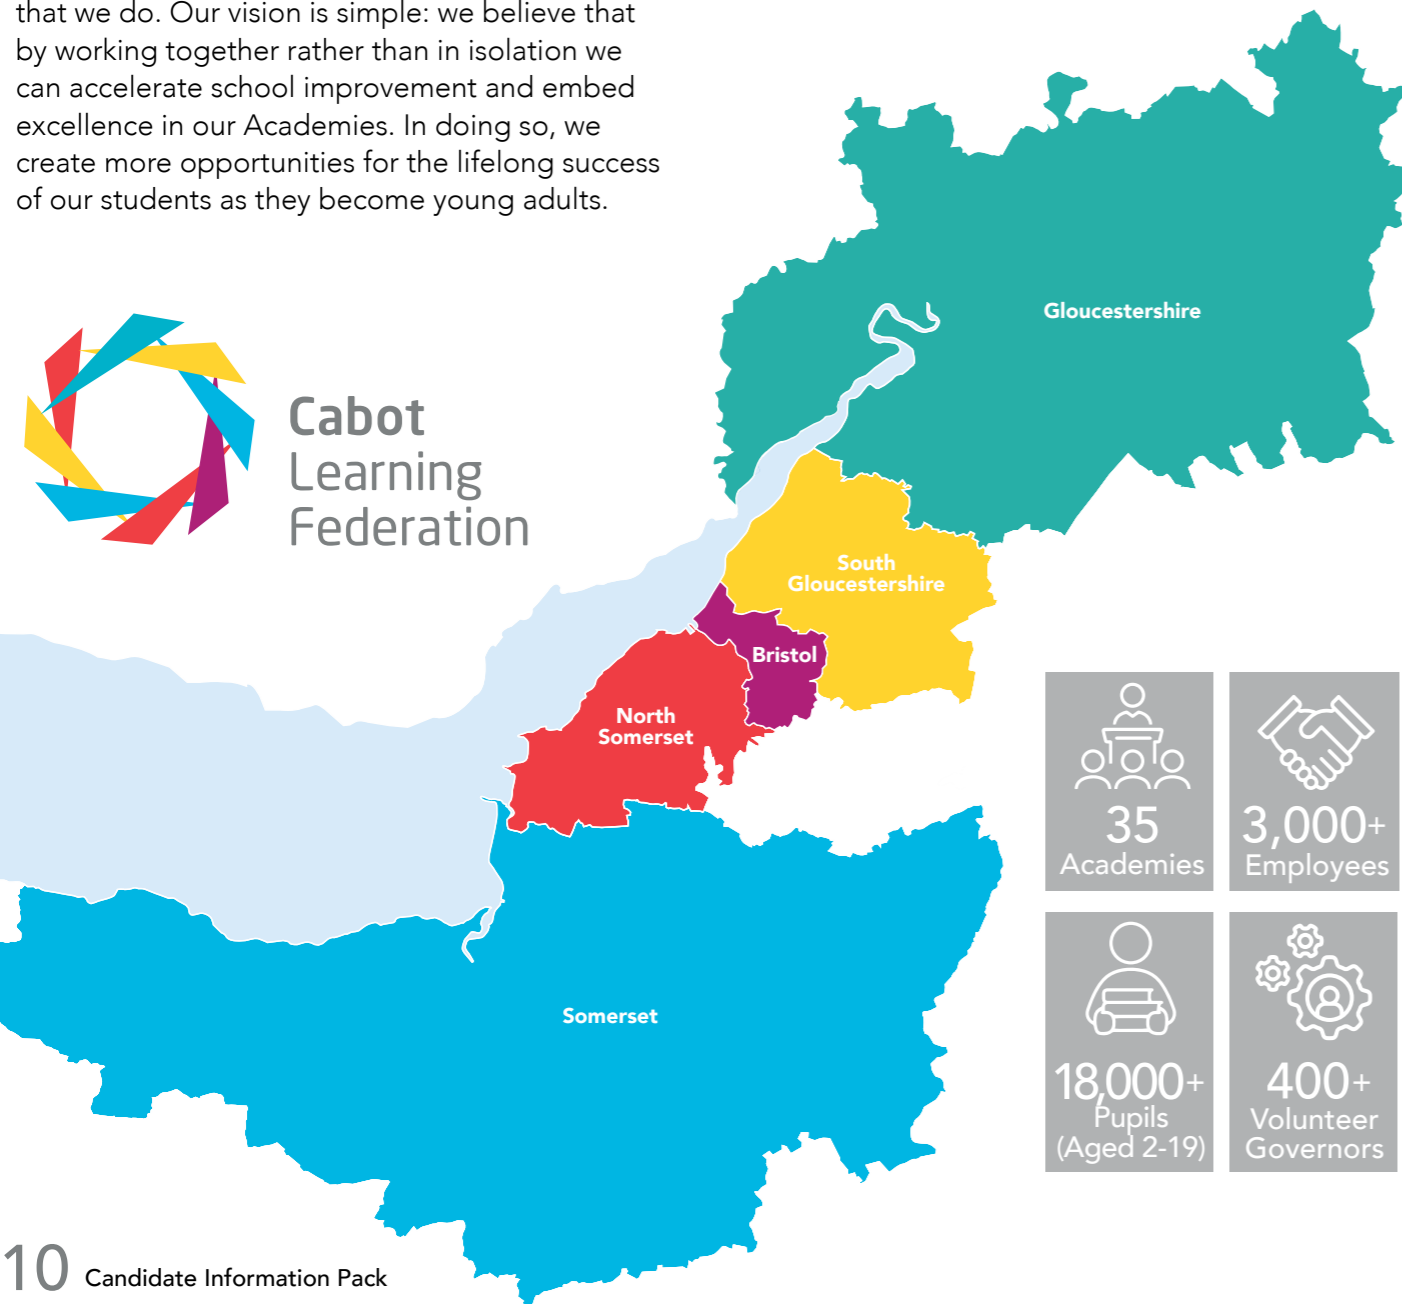 that we do. Our vision is simple: we believe that
by working together rather than in isolation we
can accelerate school improvement and embed
excellence in our Academies. In doing so, we
create more opportunities for the lifelong success
of our students as they become young adults.
Cabot
Learning
Federation
Gloucestershire
South
Gloucestershire
Bristol
North
Somerset
Somerset
35
Academies
3,000+
Employees
18,000+
Pupils
(Aged 2-19)
400+
Volunteer
Governors
10 Candidate Information Pack